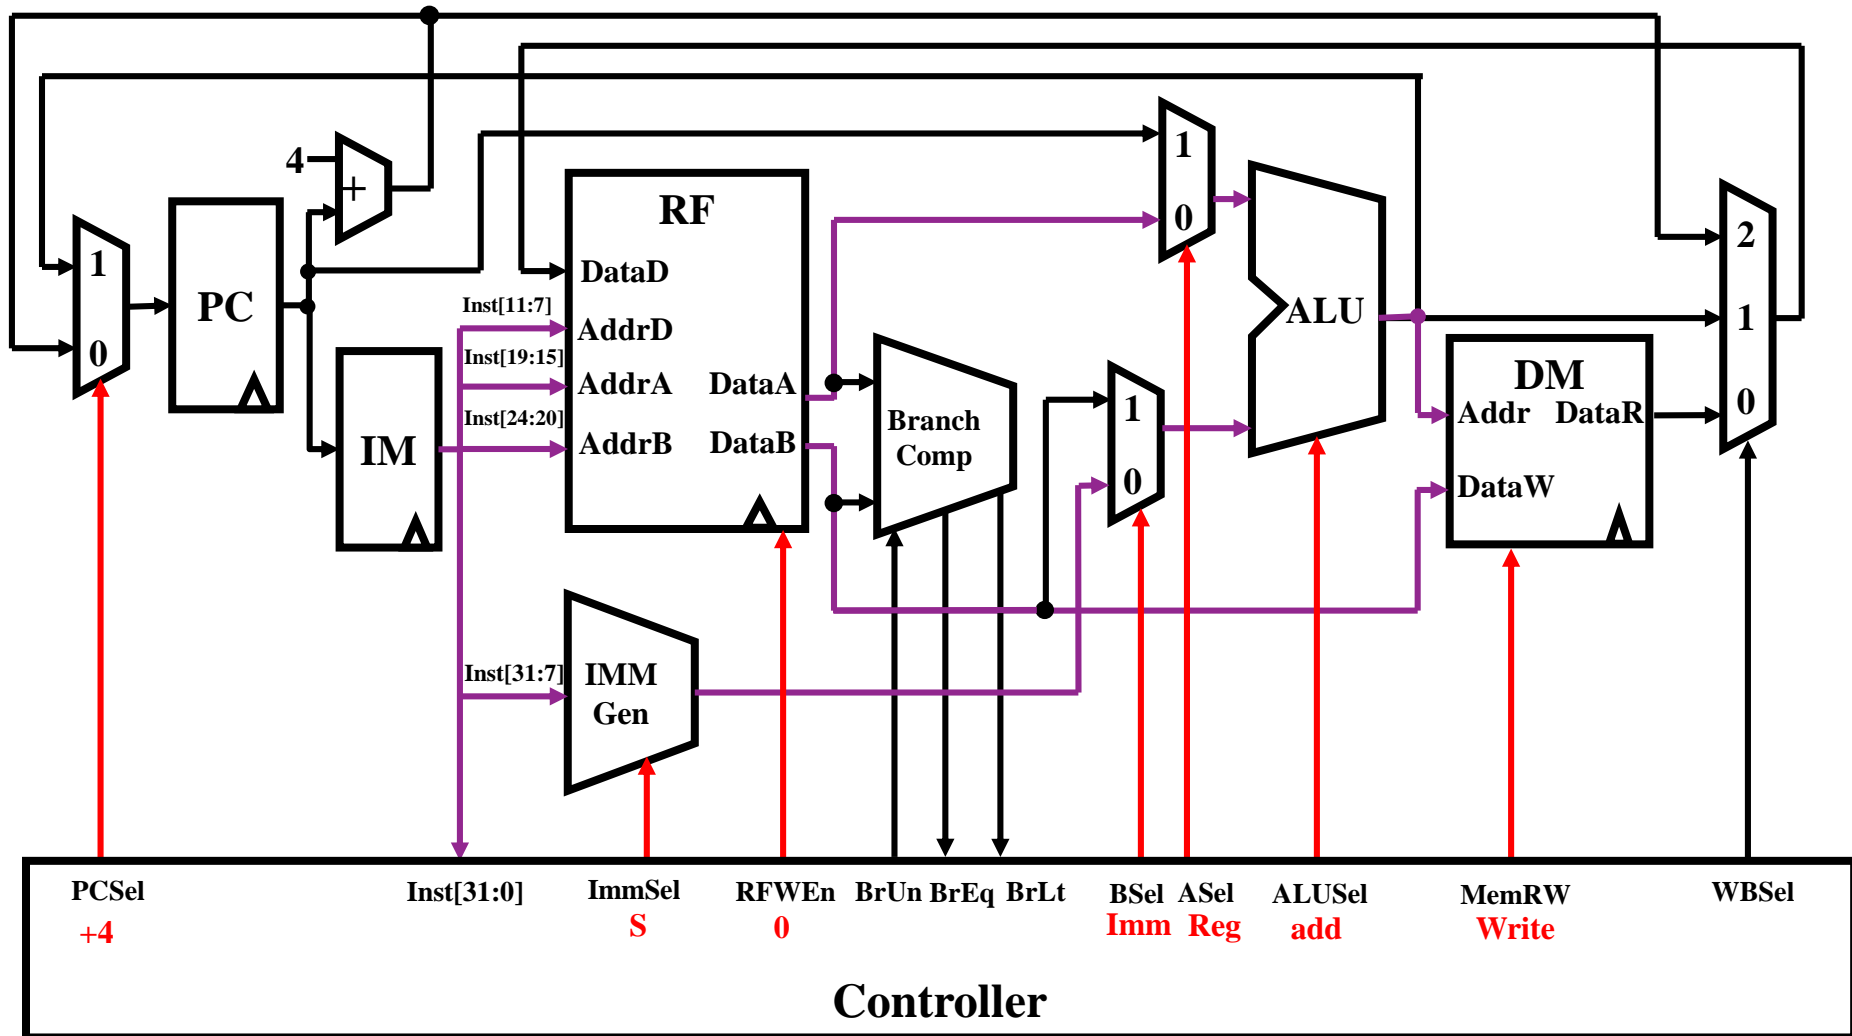 4
+
1
0
PC
IM
Inst[11:7]
Inst[19:15]
Inst[24:20]
Inst[31:7]
RF
DataD
AddrD
AddrA
AddrB
DataA
DataB
IMM
Gen
Branch
Comp
1
0
1
0
ALU
DM
Addr
DataR
DataW
2
1
0
PCSel
Inst[31:0]
ImmSel
RFWEn
BrUn
BrEq
BrLt
BSel
ASel
ALUSel
MemRW
WBSel
+4
S
0
Imm
Reg
add
Write
Controller